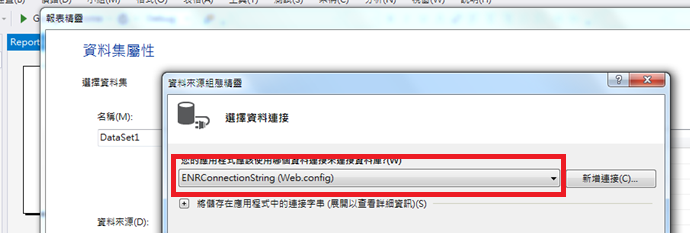 報表精靈
Report
資料集屬性
選擇資料集
名稱(M):
DataSet1
資料來源(D):
資料來源組態精靈
選擇資料連接
您的應用程式應該使用哪個資料連接來連接資料庫?(W)
ENRConnectionString (Web.config)
新增連接(C)...
將儲存在應用程式中的連接字串 (展開以查看詳細資訊)(S)